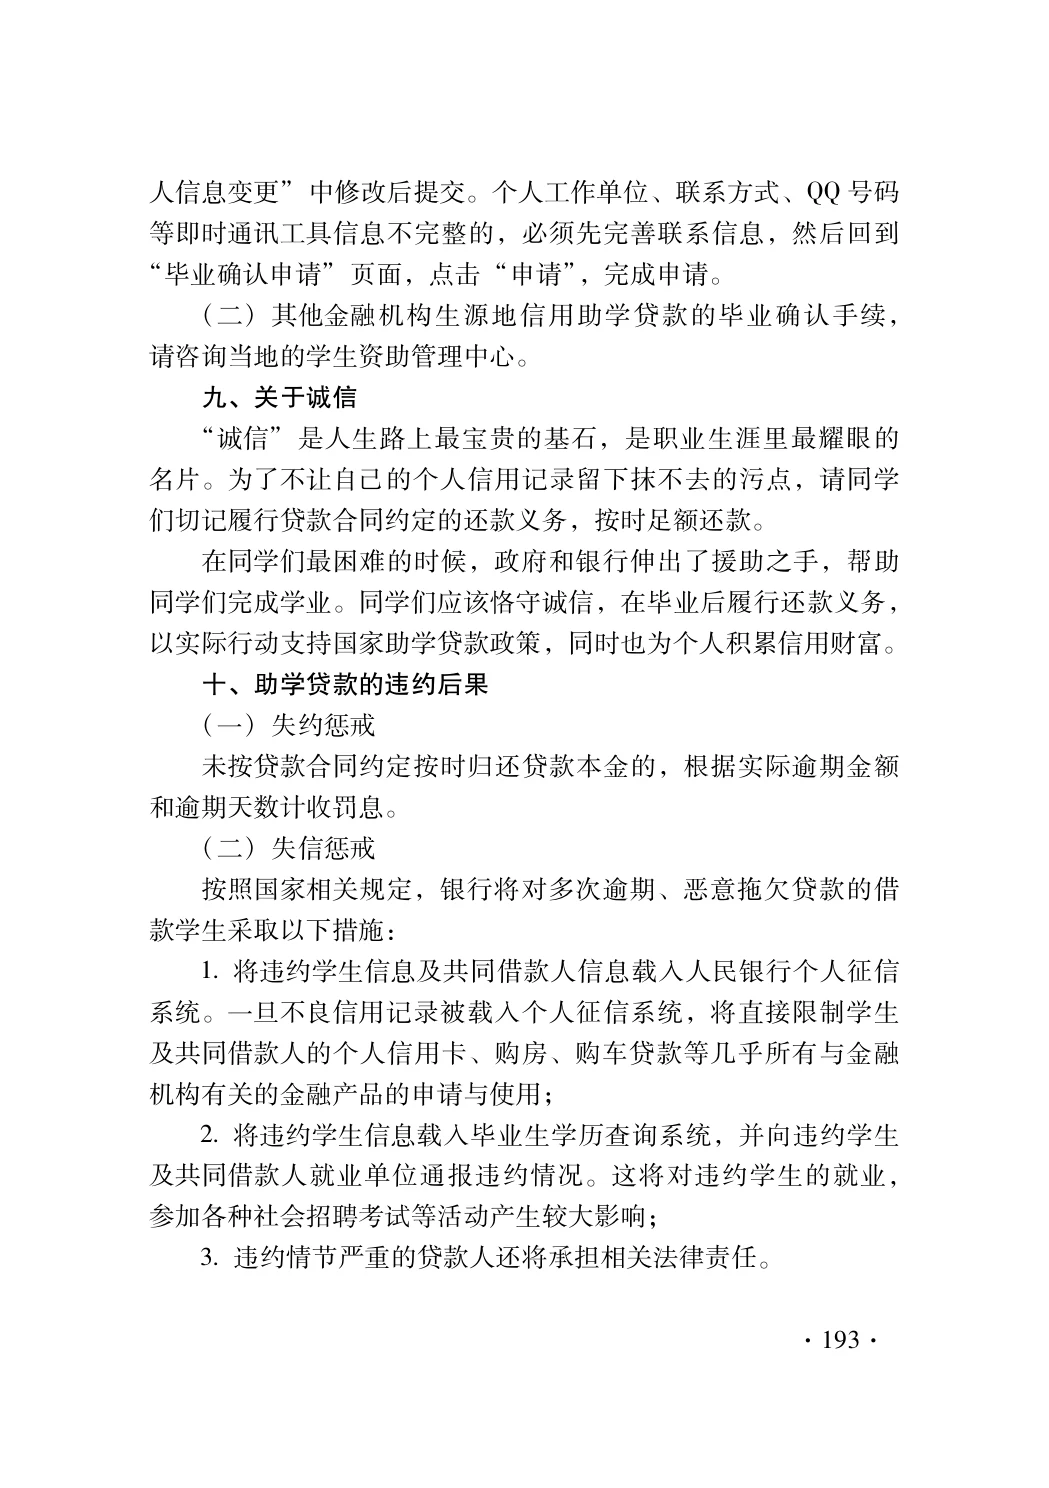 人信息变更”中修改后提交。个人工作单位、联系方式、QQ 号码
等即时通讯工具信息不完整的，必须先完善联系信息，然后回到
“毕业确认申请”页面，点击“申请”，完成申请。
（二）其他金融机构生源地信用助学贷款的毕业确认手续，
请咨询当地的学生资助管理中心。
九、关于诚信
“诚信”是人生路上最宝贵的基石，是职业生涯里最耀眼的
名片。为了不让自己的个人信用记录留下抹不去的污点，请同学
们切记履行贷款合同约定的还款义务，按时足额还款。
在同学们最困难的时候，政府和银行伸出了援助之手，帮助
同学们完成学业。同学们应该恪守诚信，在毕业后履行还款义务，
以实际行动支持国家助学贷款政策，同时也为个人积累信用财富。
十、助学贷款的违约后果
（一）失约惩戒
未按贷款合同约定按时归还贷款本金的，根据实际逾期金额
和逾期天数计收罚息。
（二）失信惩戒
按照国家相关规定，银行将对多次逾期、恶意拖欠贷款的借
款学生采取以下措施：
1. 将违约学生信息及共同借款人信息载入人民银行个人征信
系统。一旦不良信用记录被载入个人征信系统，将直接限制学生
及共同借款人的个人信用卡、购房、购车贷款等几乎所有与金融
机构有关的金融产品的申请与使用；
2. 将违约学生信息载入毕业生学历查询系统，并向违约学生
及共同借款人就业单位通报违约情况。这将对违约学生的就业，
参加各种社会招聘考试等活动产生较大影响；
3. 违约情节严重的贷款人还将承担相关法律责任。
·193·